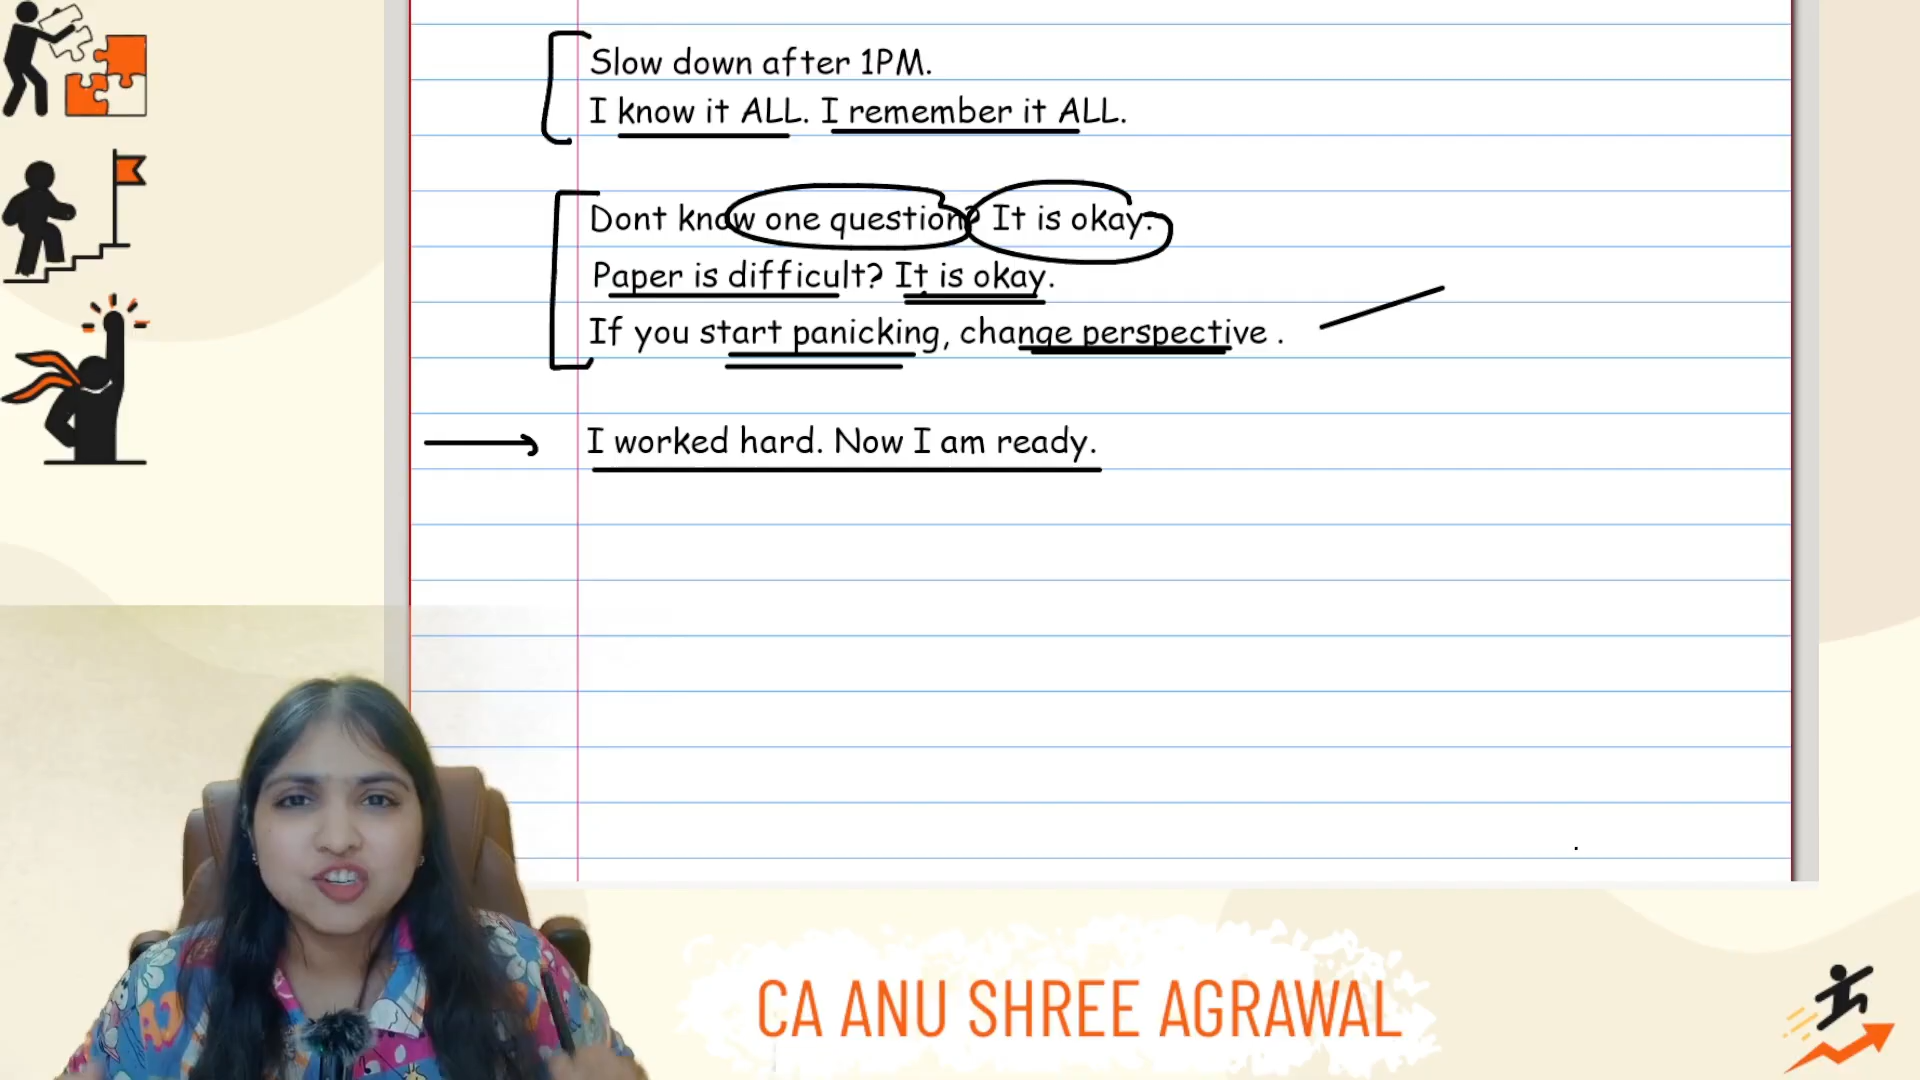 Slow down after 1PM.
I know it ALL. I remember it ALL.
Dont know one question? It is okay.
Paper is difficult? It is okay.
If you start panicking, change perspective .
I worked hard. Now I am ready.
CA ANU SHREE AGRAWAL